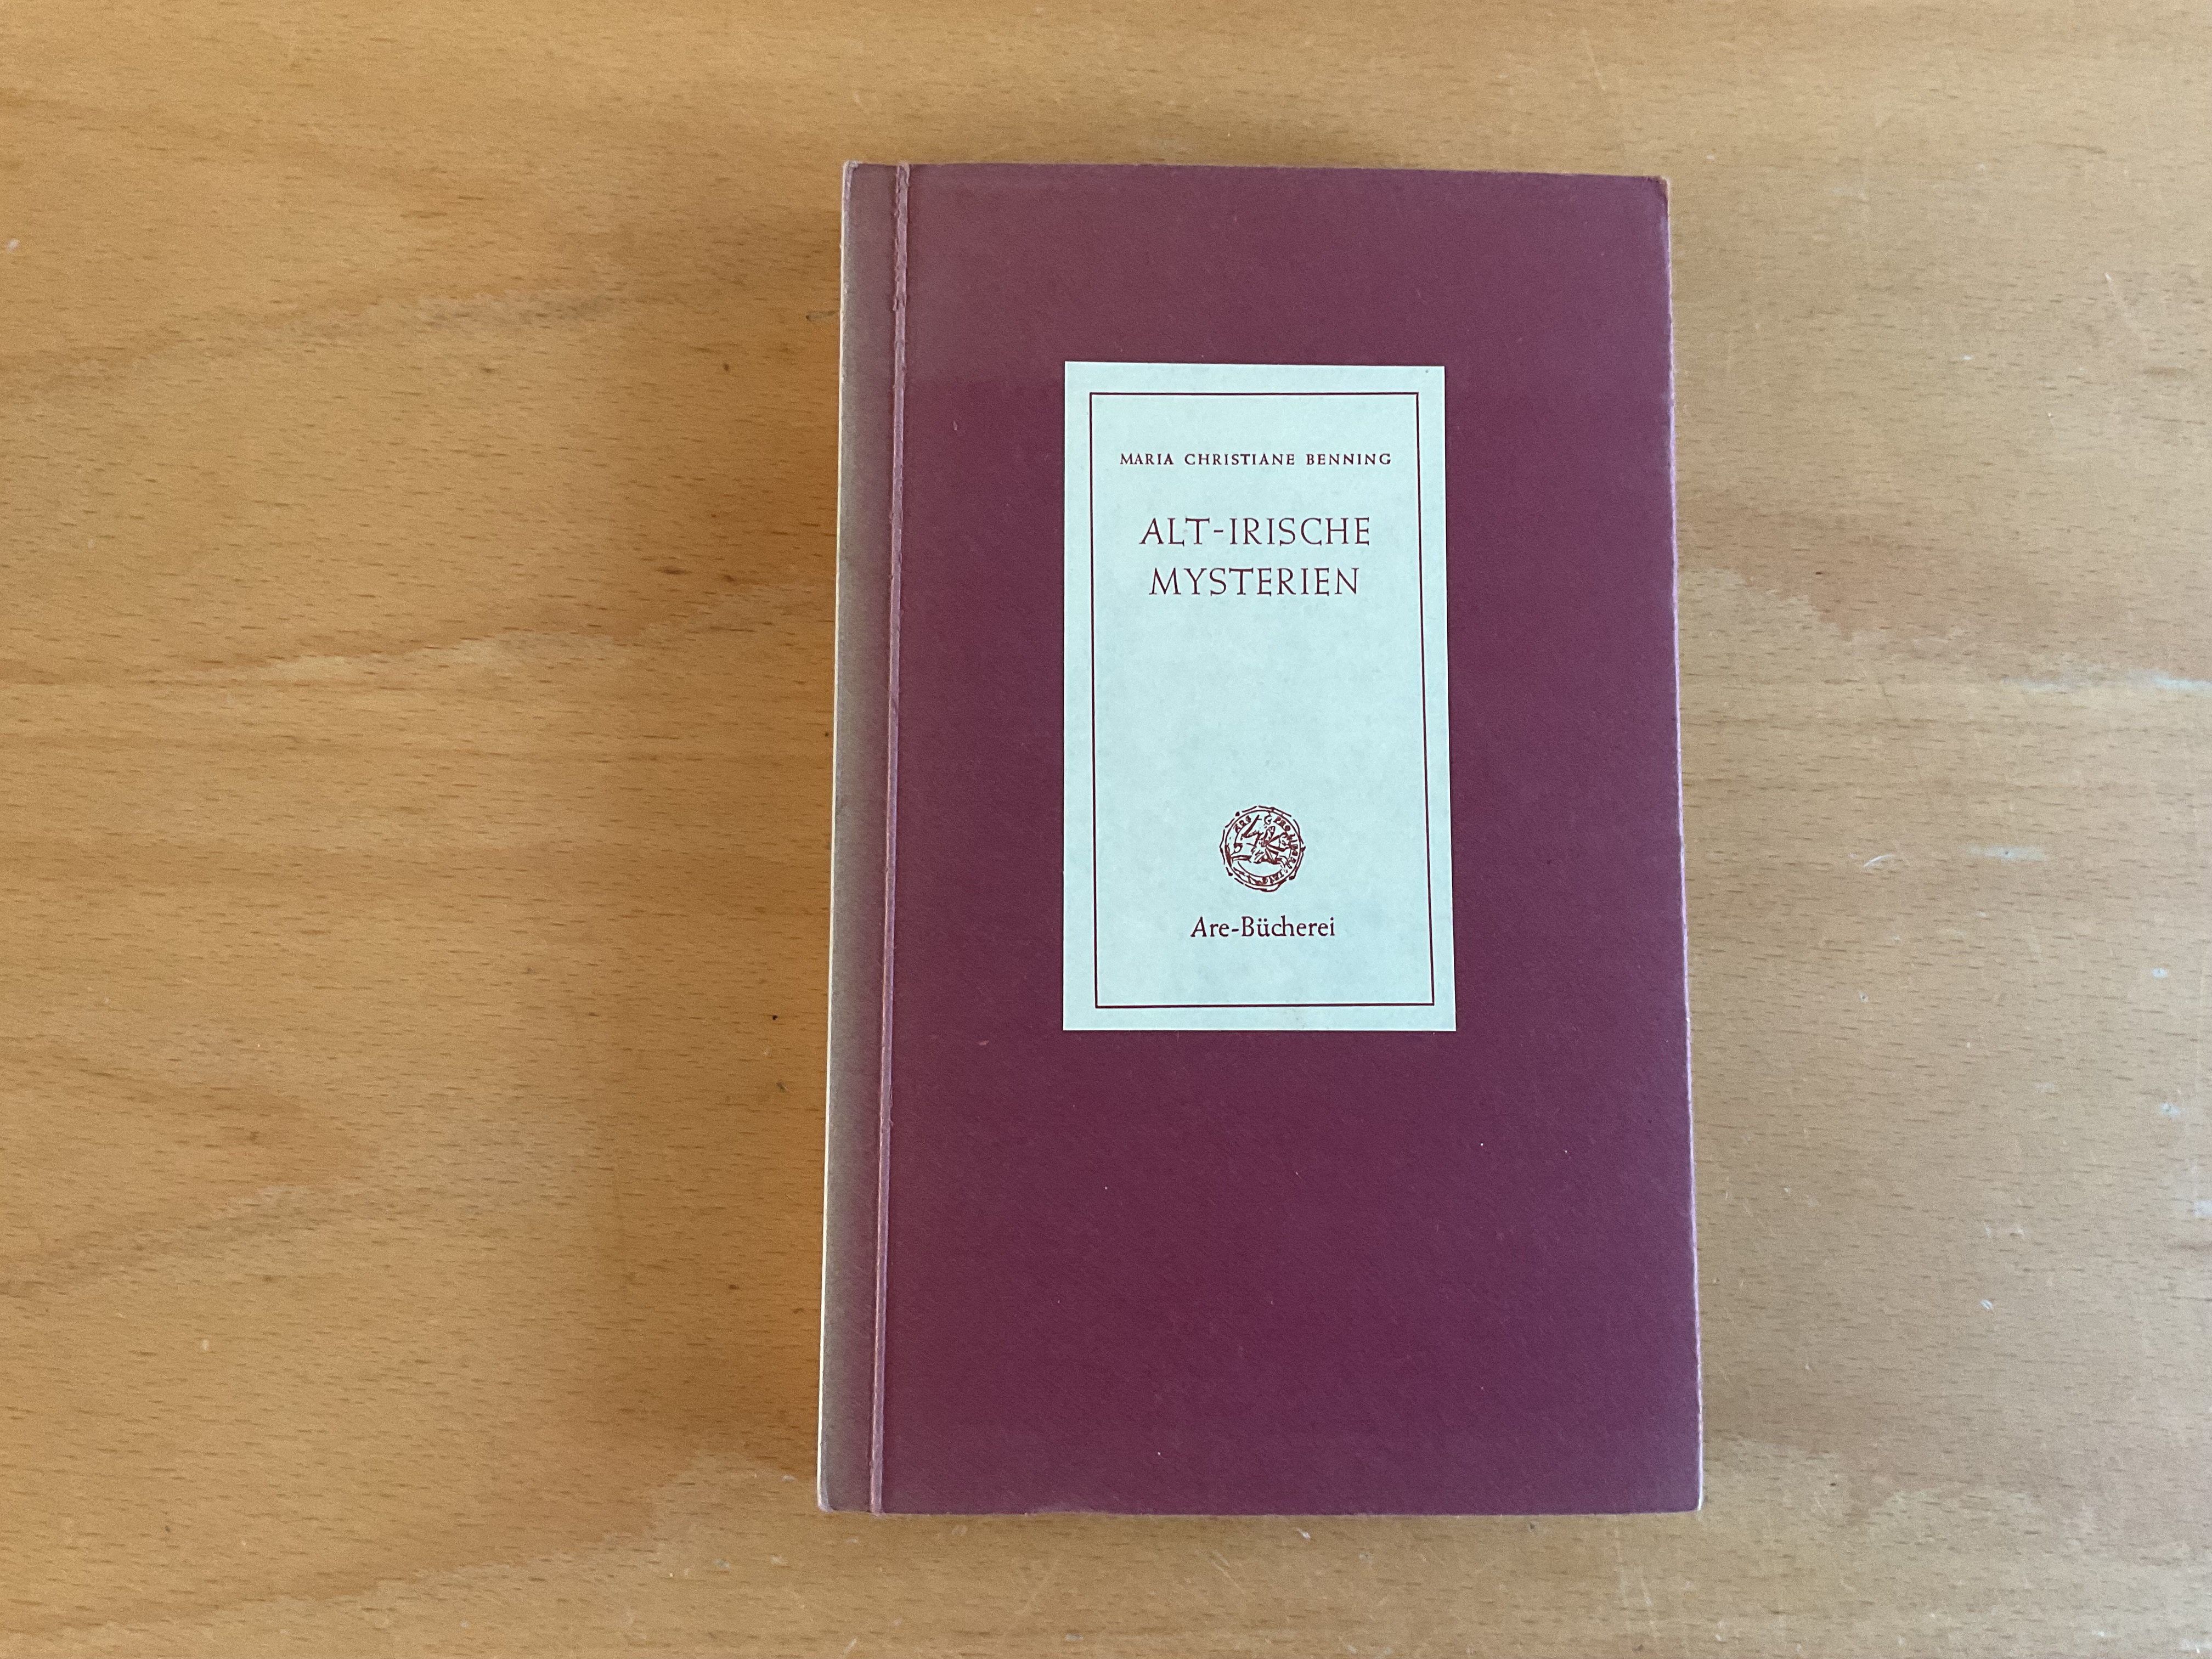 MARIA CHRISTIANE BENNING
ALT-IRISCHE
MYSTERIEN
Are-Bücherei